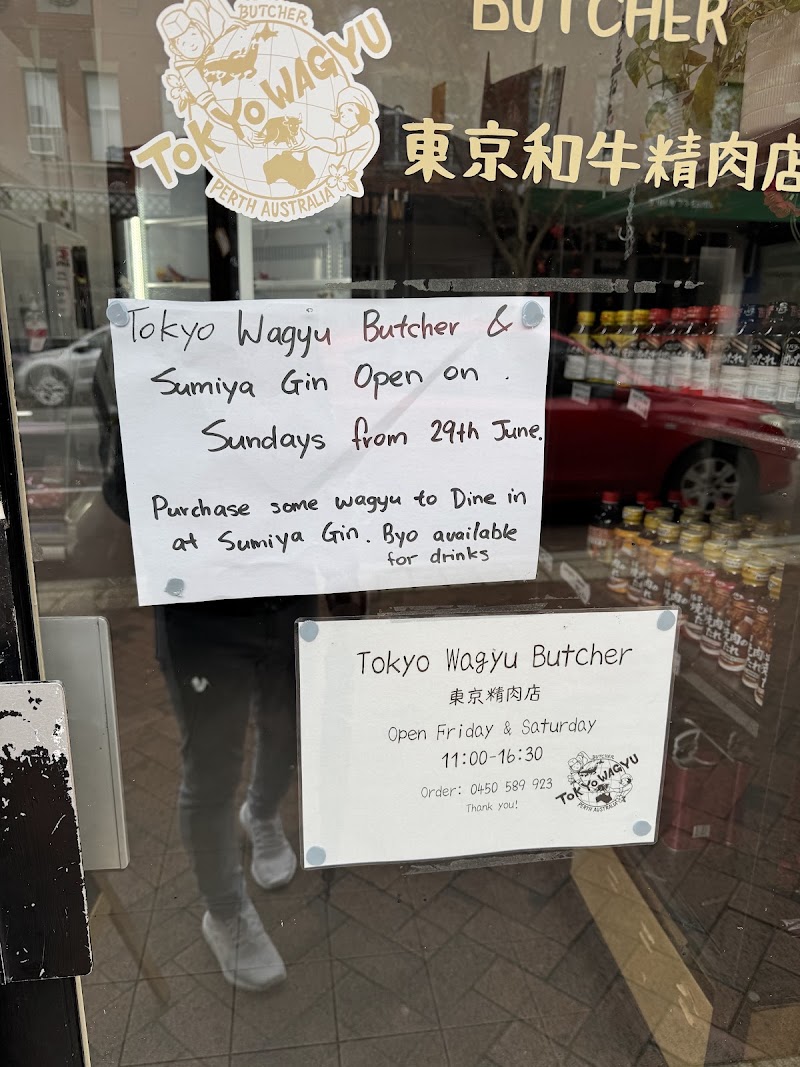 BUTCHER
TOKYO WAGYU
PERTH AUSTRALIA
BUTCHER
東京和牛精肉店
Tokyo Wagyu Butcher &
Sumiya Gin Open on .
Sundays from 29th June.
Purchase some wagyu to Dine in
at Sumiya Gin. Byo available
for drinks
Tokyo Wagyu Butcher
東京精肉店
Open Friday & Saturday
11:00-16:30
Order: 0450 589 923
Thank you!
BUTCHER
TOKYO WAGYU
PERTH AUSTRALIA